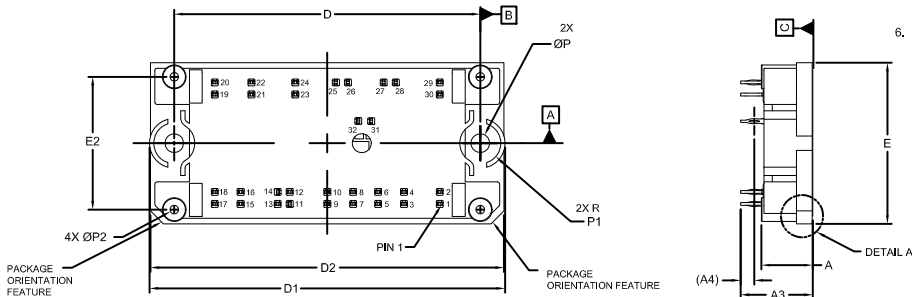 D
B
2X
ØP
C
6.
20 22 24 25 26 27 28 29
19 21 23 30
32 31
A
E2
E
18 16 14 12 10 8 6 4 2
17 15 13 11 9 7 5 3 1
2X R
P1
4X ØP2
PIN 1
DETAIL A
PACKAGE
ORIENTATION
FEATURE
D2
PACKAGE
ORIENTATION FEATURE
(A4)
A
D1
A3